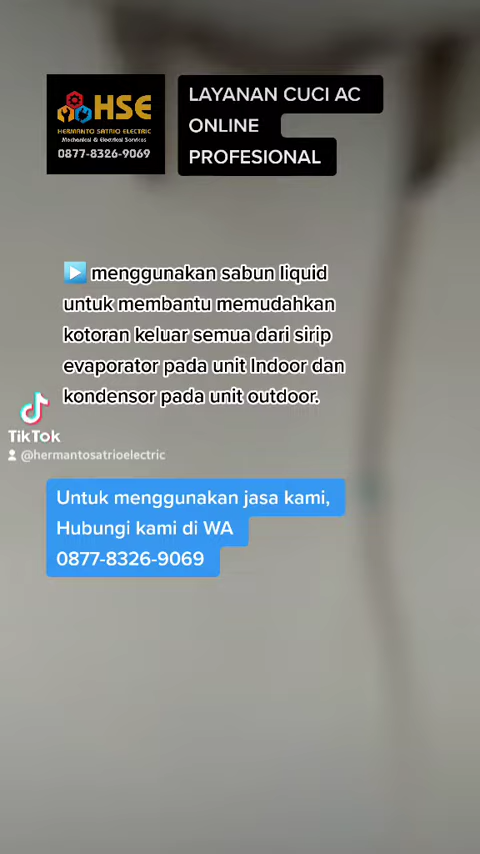 HSE
HERMANTO SATRIO ELECTRIC
Mechanical & Electrical Services
0877-8326-9069
LAYANAN CUCI AC
ONLINE
PROFESIONAL
▶️ menggunakan sabun liquid
untuk membantu memudahkan
kotoran keluar semua dari sirip
evaporator pada unit Indoor dan
kondensor pada unit outdoor.
TikTok
@hermantosatrioelectric
Untuk menggunakan jasa kami,
Hubungi kami di WA
0877-8326-9069